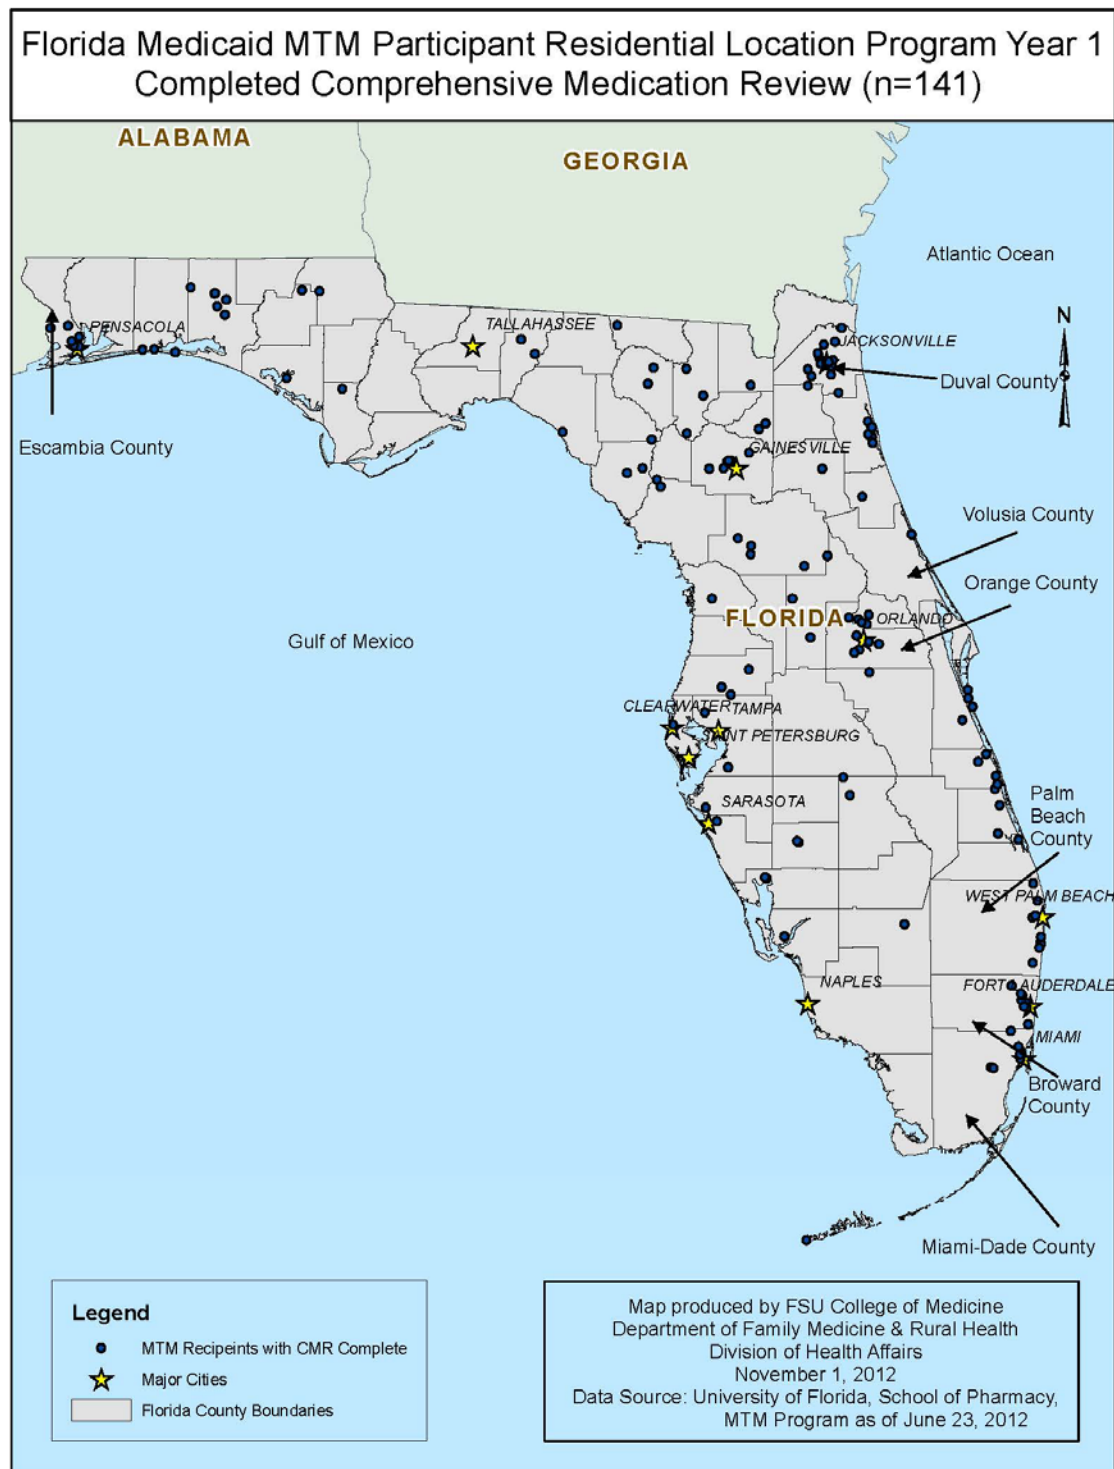 Florida Medicaid MTM Participant Residential Location Program Year 1
Completed Comprehensive Medication Review (n=141)
ALABAMA
GEORGIA
Atlantic Ocean
N
PENSACOLA
TALLAHASSEE
JACKSONVILLE
Duval County
Escambia County
GAINESVILLE
Volusia County
Orange County
FLORIDA
ORLANDO
Gulf of Mexico
CLEARWATER
TAMPA
SAINT PETERSBURG
SARASOTA
Palm
Beach
County
WEST PALM BEACH
NAPLES
FORT LAUDERDALE
MIAMI
Broward
County
Miami-Dade County
Legend
MTM Recipeints with CMR Complete
Major Cities
Florida County Boundaries
Map produced by FSU College of Medicine
Department of Family Medicine & Rural Health
Division of Health Affairs
November 1, 2012
Data Source: University of Florida, School of Pharmacy,
MTM Program as of June 23, 2012